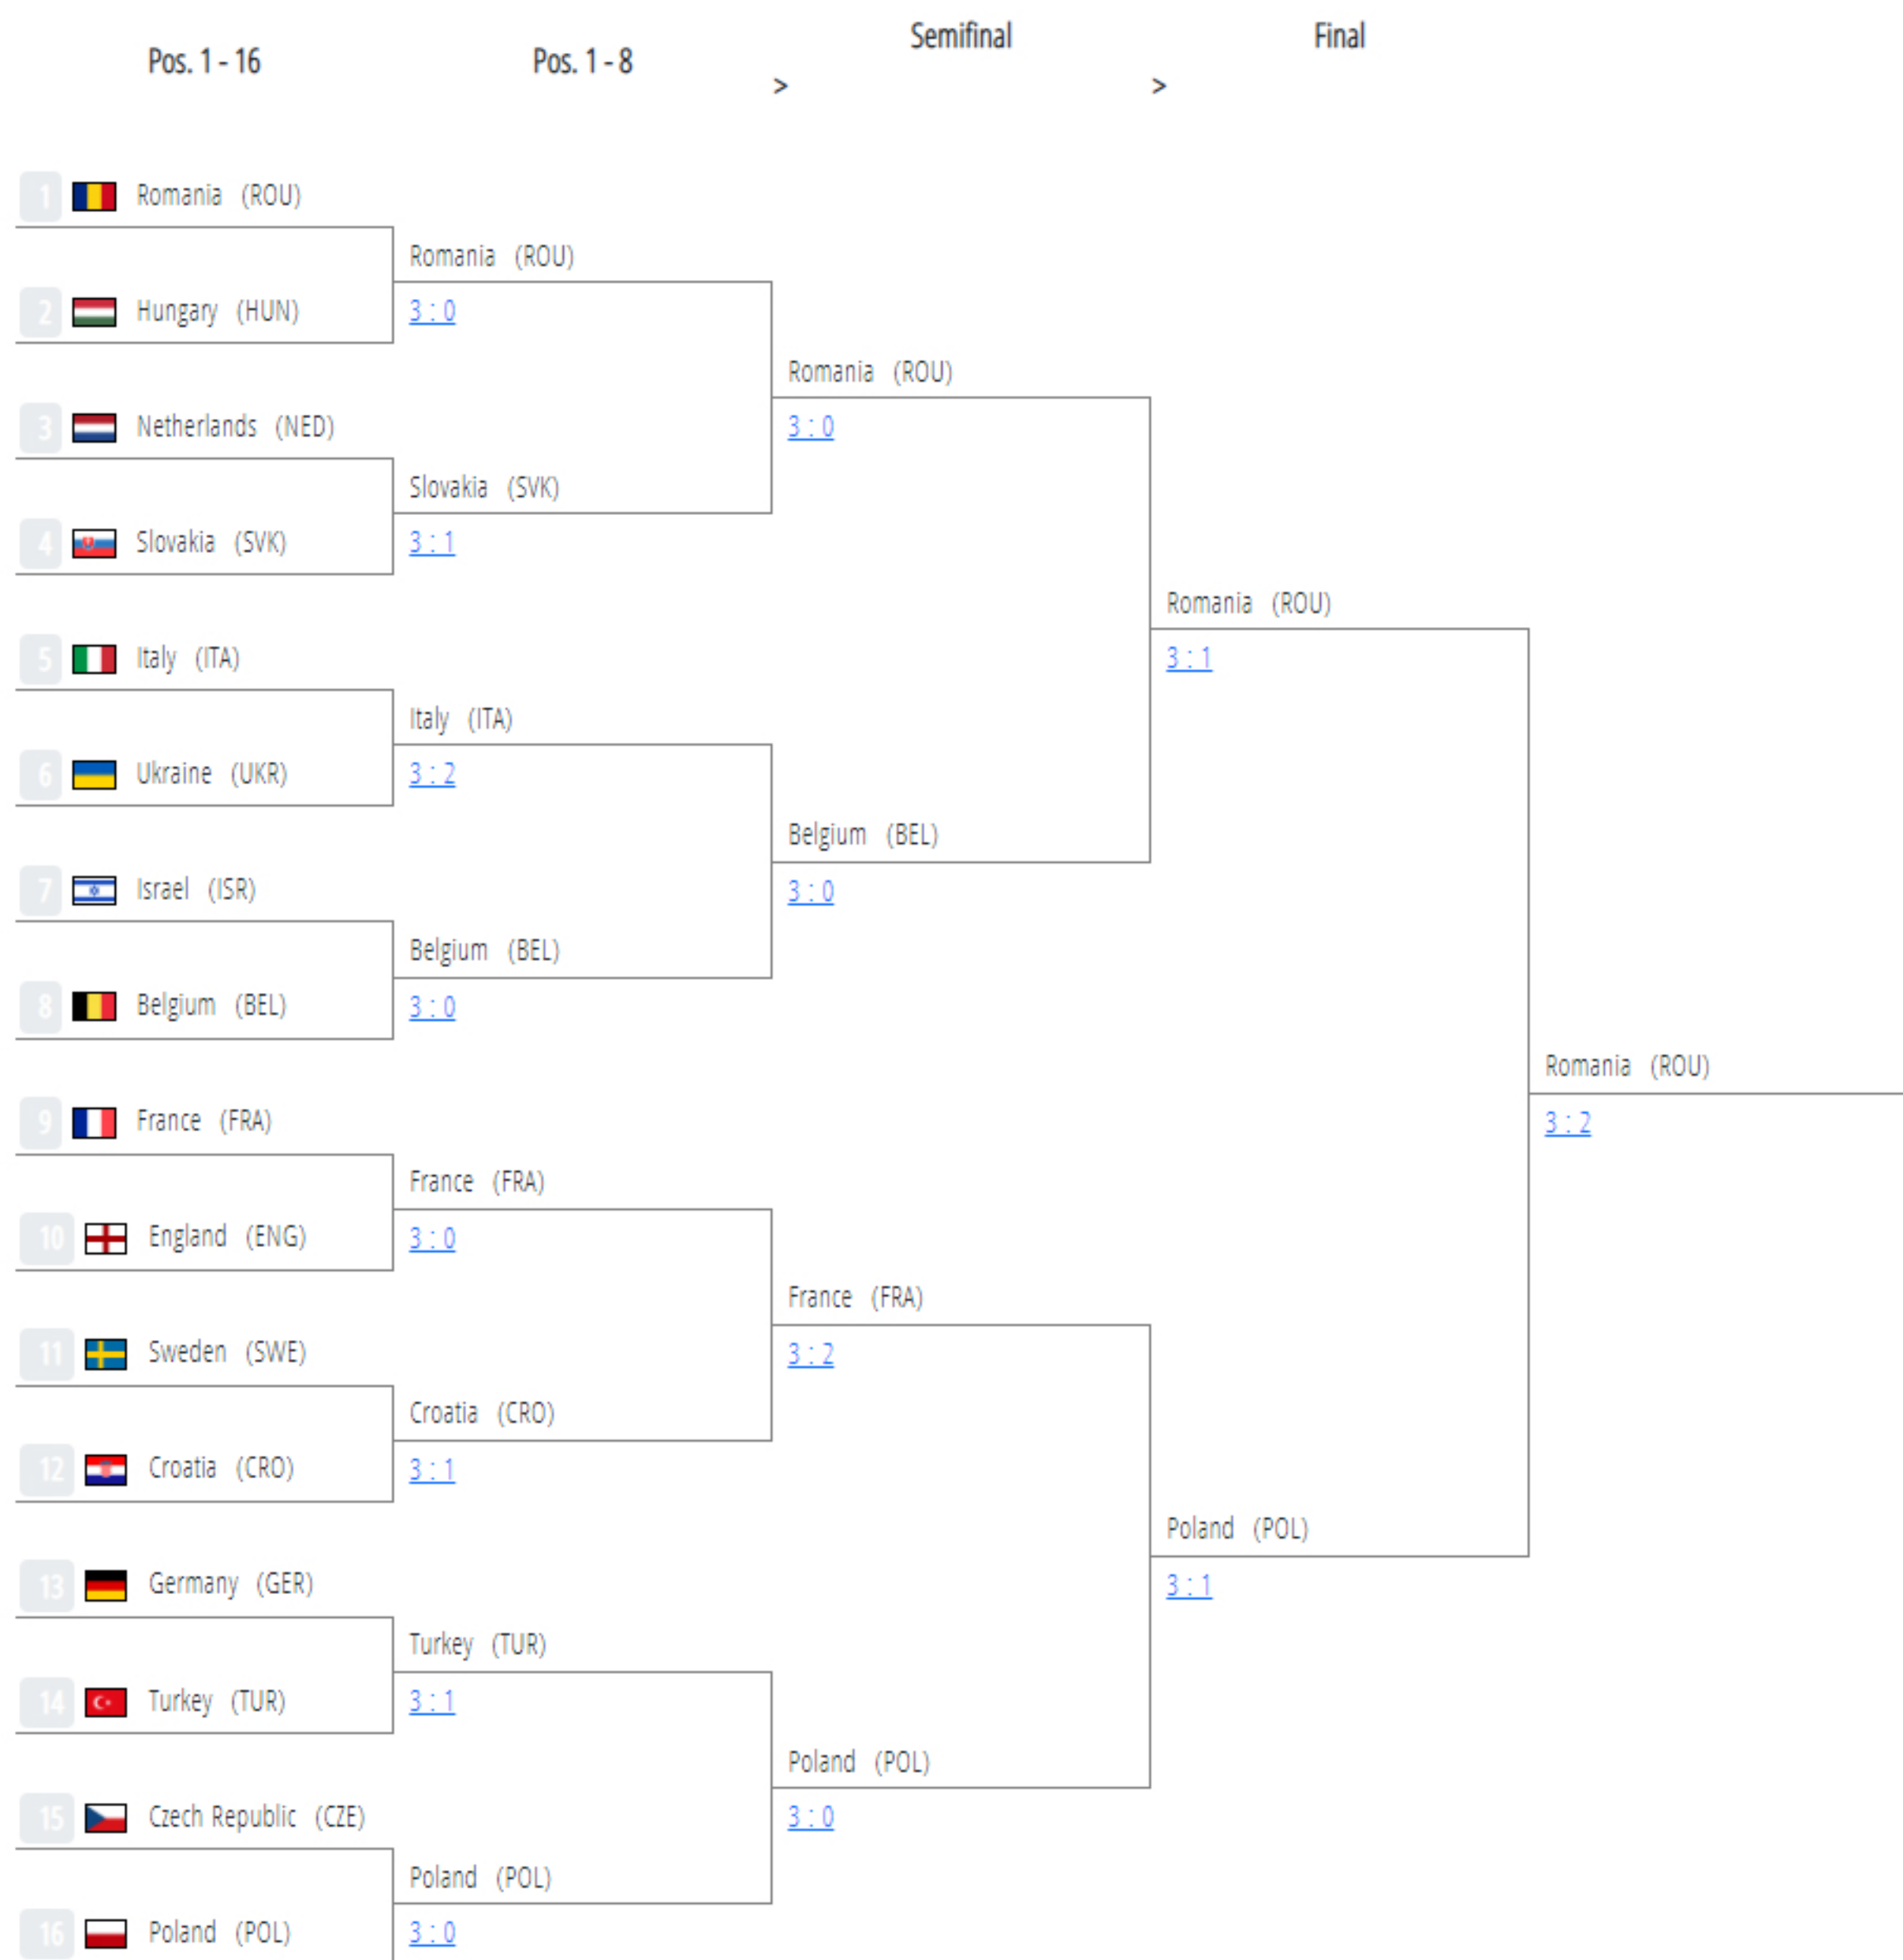 Semifinal Final
Pos. 1 - 16 Pos. 1 - 8
> >
1 Romania (ROU)
Romania (ROU)
2 Hungary (HUN) 3 : 0
Romania (ROU)
3 Netherlands (NED) 3 : 0
Slovakia (SVK)
4 Slovakia (SVK) 3 : 1
Romania (ROU)
5 Italy (ITA) 3 : 1
Italy (ITA)
6 Ukraine (UKR) 3 : 2
Belgium (BEL)
7 Israel (ISR) 3 : 0
Belgium (BEL)
8 Belgium (BEL) 3 : 0
Romania (ROU)
9 France (FRA) 3 : 2
France (FRA)
10 England (ENG) 3 : 0
France (FRA)
11 Sweden (SWE) 3 : 2
Croatia (CRO)
12 Croatia (CRO) 3 : 1
Poland (POL)
13 Germany (GER) 3 : 1
Turkey (TUR)
14 Turkey (TUR) 3 : 1
Poland (POL)
15 Czech Republic (CZE) 3 : 0
Poland (POL)
16 Poland (POL) 3 : 0